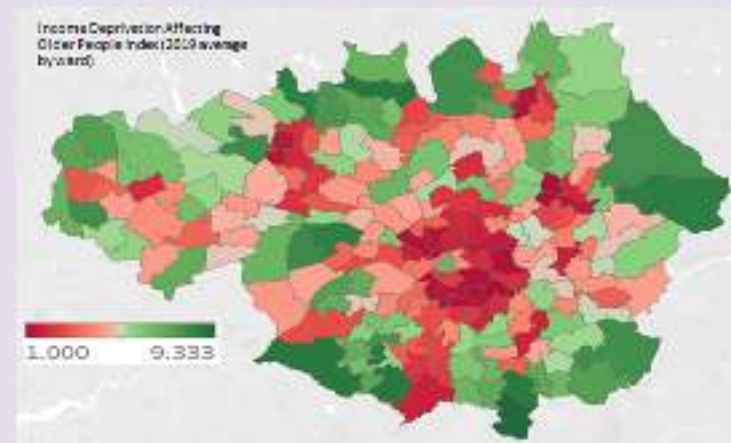 Income Deprivation Affecting
Older People Index (2019 average
by ward)
1.000 9.333